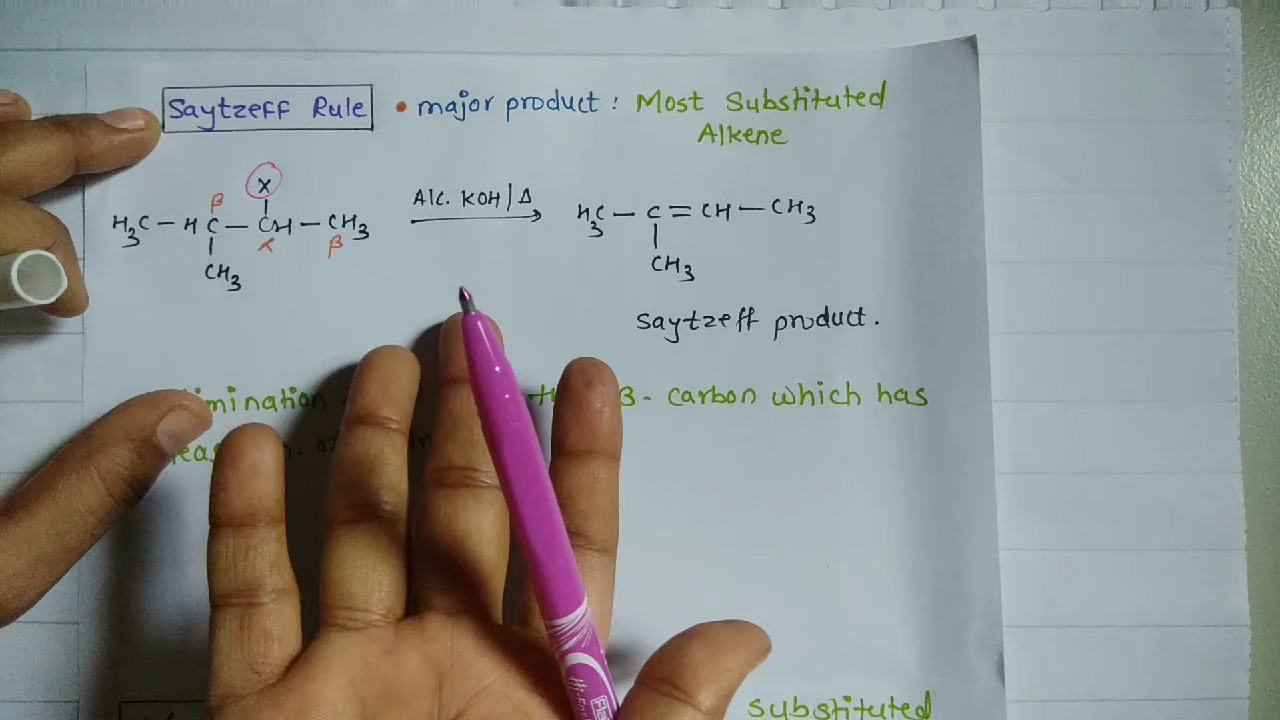 Saytzeff Rule • major product : Most Substituted
Alkene
X
β
Alc. KOH | Δ
H3C — H C — CH — CH3
H3C — C = CH — CH3
α β
CH3
CH3
Saytzeff product.
β- carbon which has
substituted